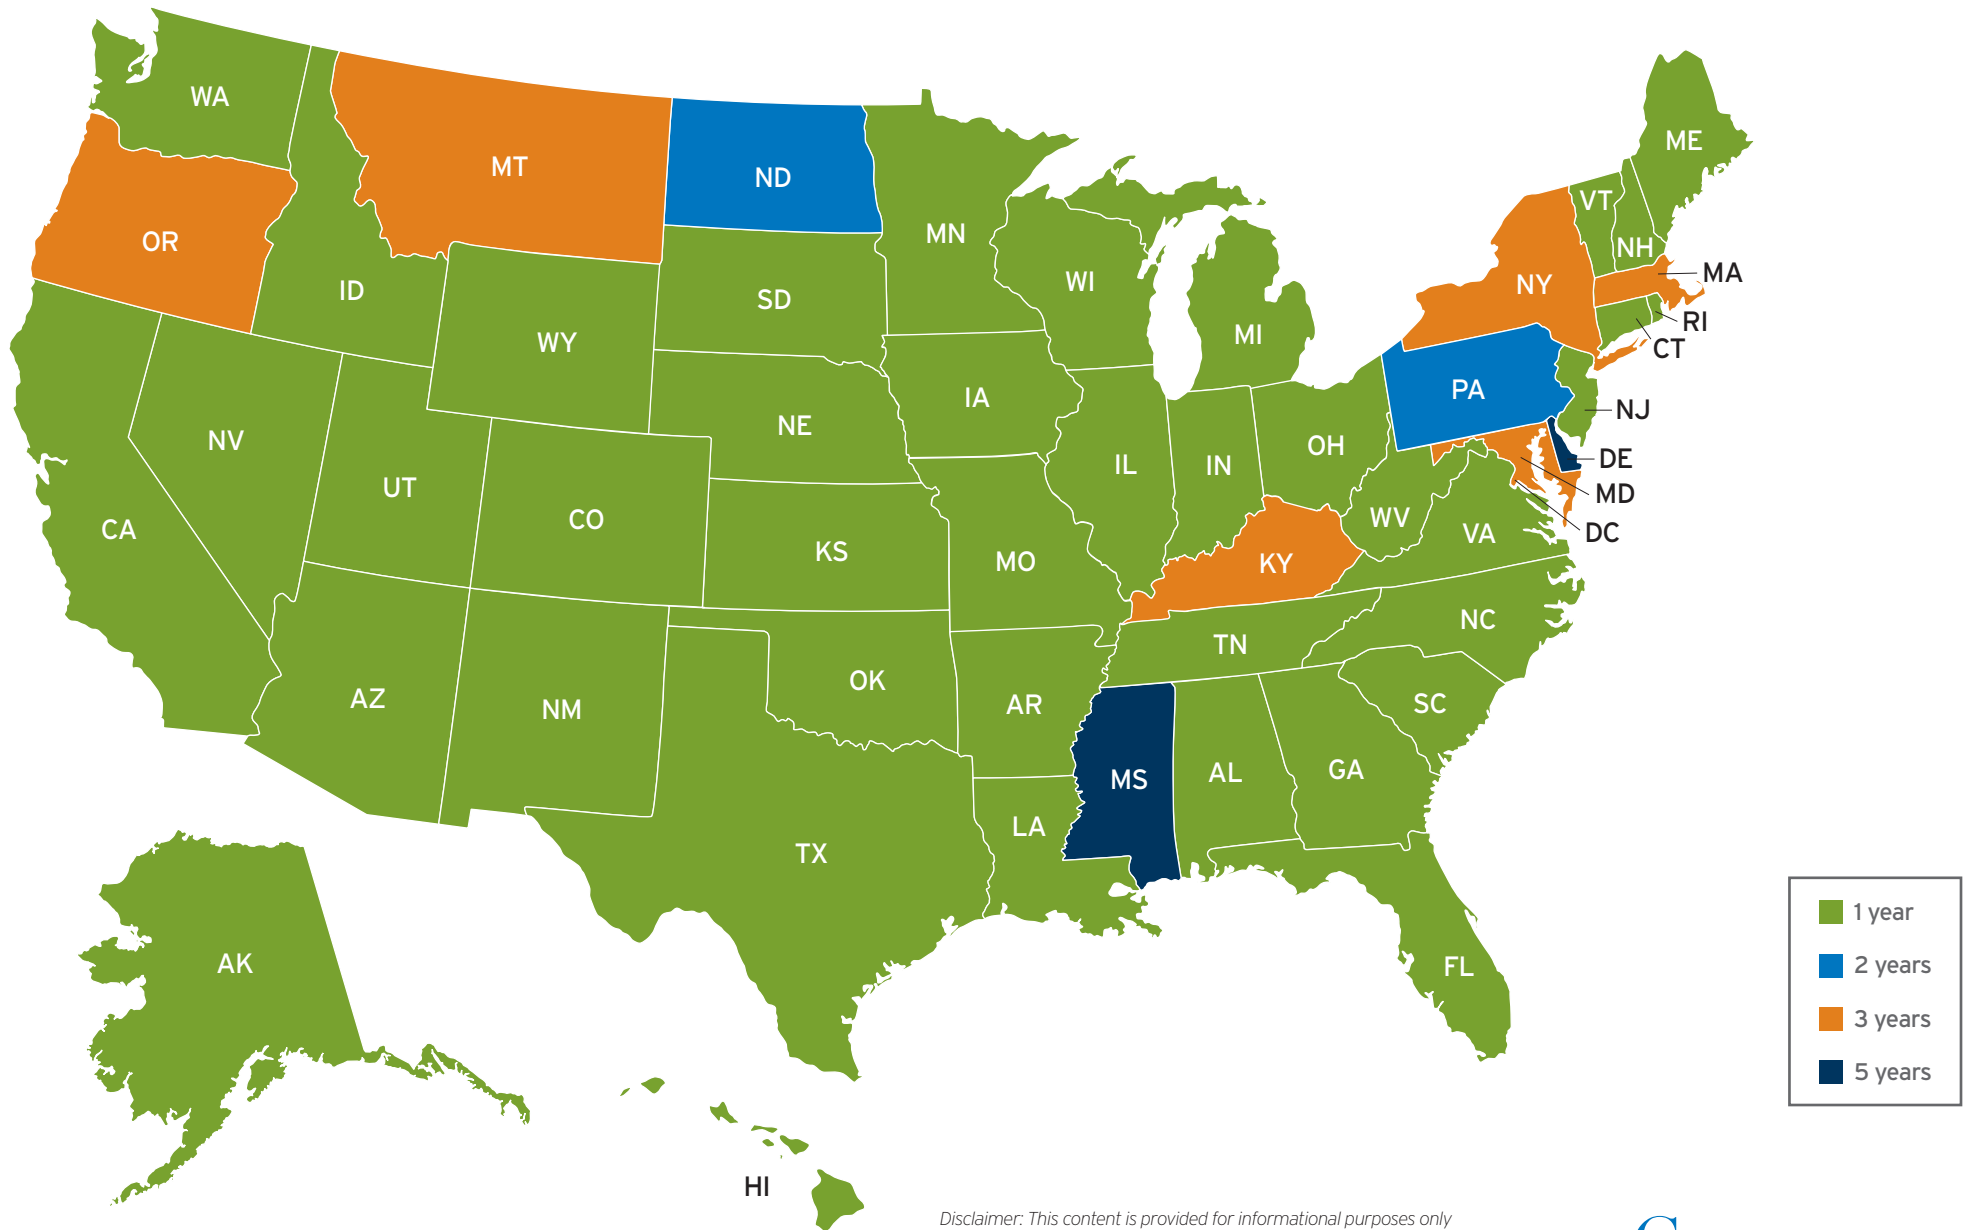 WA
MT
ND
MN
ME
OR
ID
WY
SD
WI
MI
VT
NH
NY
MA
RI
CT
PA
NJ
DE
MD
DC
NV
UT
CA
CO
NE
IA
IL
IN
OH
WV
VA
KS
MO
KY
NC
TN
SC
AZ
NM
OK
AR
MS
AL
GA
LA
TX
FL
AK
HI
1 year
2 years
3 years
5 years
Disclaimer: This content is provided for informational purposes only